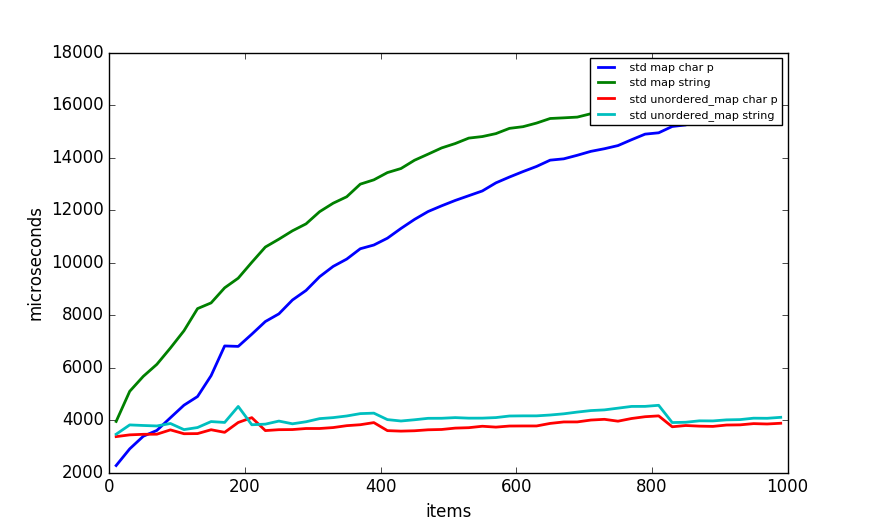 18000
16000
14000
12000
10000
8000
6000
4000
2000
microseconds
std map char p
std map string
std unordered_map char p
std unordered_map string
0 200 400 600 800 1000
items